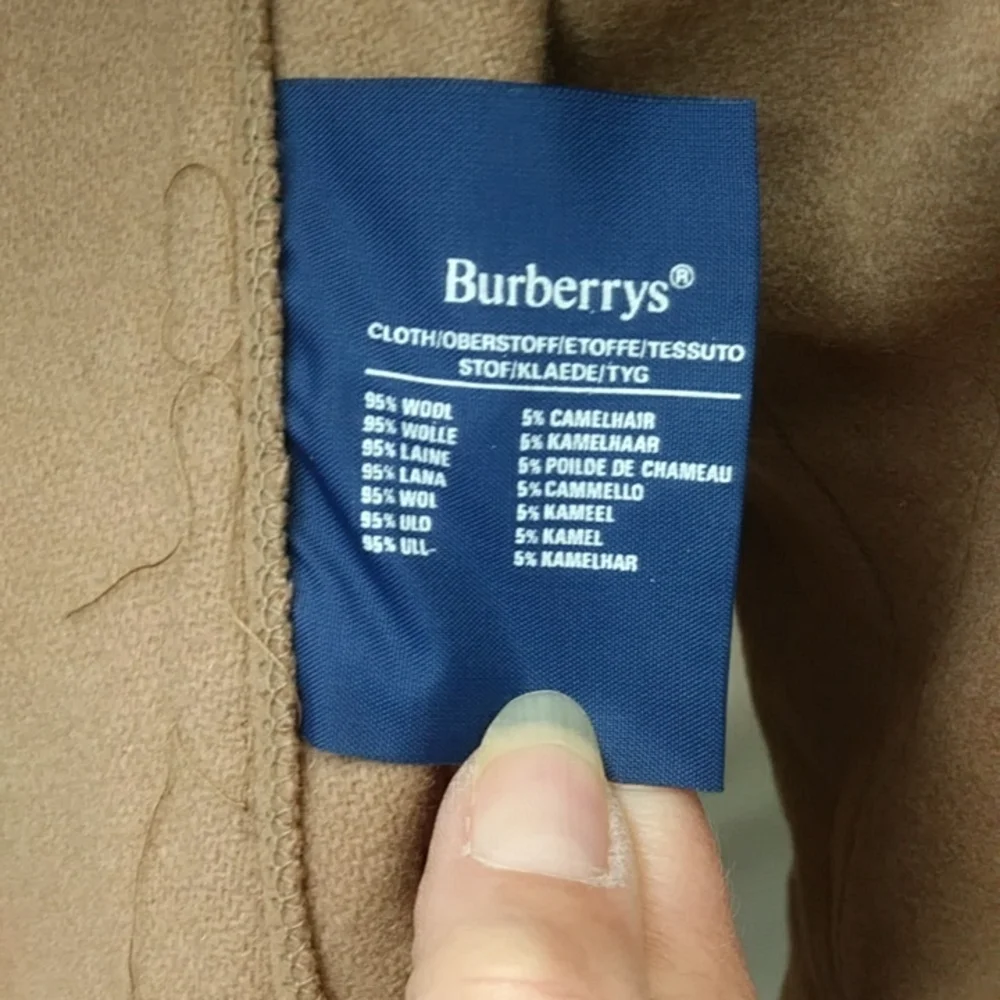 Burberrys®
CLOTH/OBERSTOFF/ETOFFE/TESSUTO
STOF/KLAEDE/TYG
95% WOOL 5% CAMELHAIR
95% WOLLE 5% KAMELHAAR
95% LAINE 5% POILDE DE CHAMEAU
95% LANA 5% CAMMELLO
95% WOL 5% KAMEEL
95% ULD 5% KAMEL
95% ULL 5% KAMELHAR